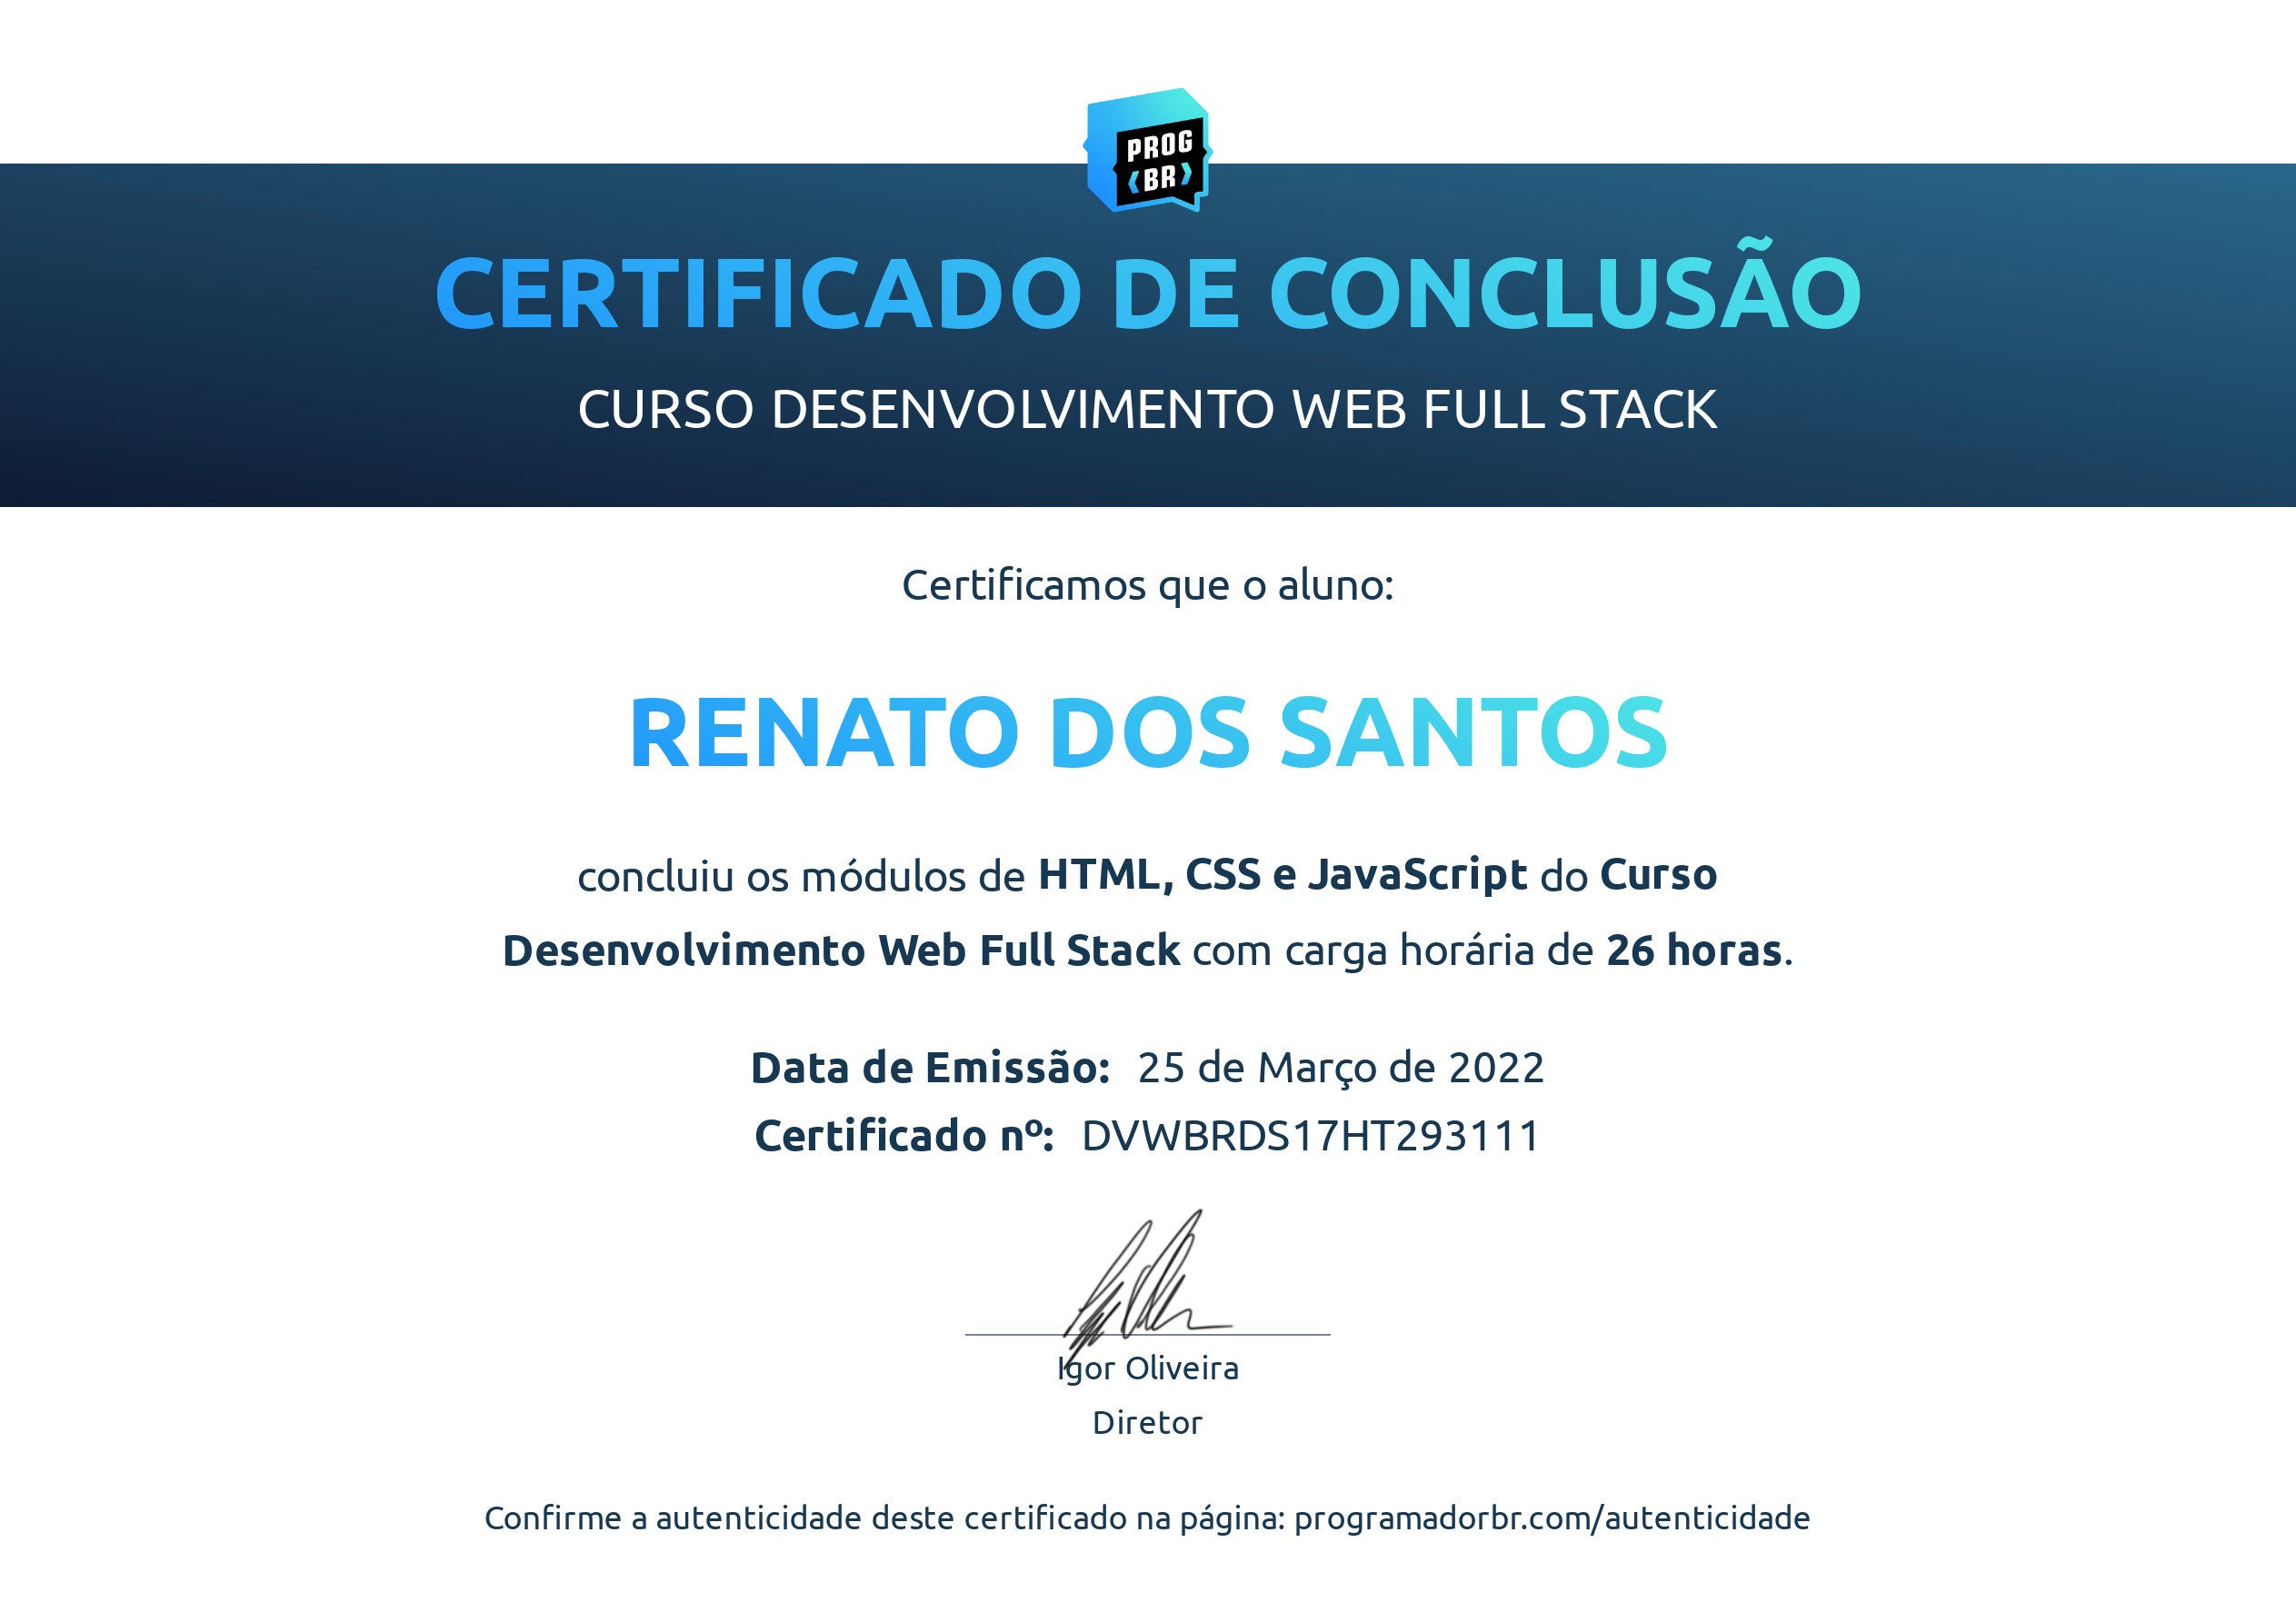 PROG
BR
CERTIFICADO DE CONCLUSÃO
CURSO DESENVOLVIMENTO WEB FULL STACK
Certificamos que o aluno:
RENATO DOS SANTOS
concluiu os módulos de HTML, CSS e JavaScript do Curso
Desenvolvimento Web Full Stack com carga horária de 26 horas.
Data de Emissão: 25 de Março de 2022
Certificado nº: DVWBRDS17HT293111
Igor Oliveira
Diretor
Confirme a autenticidade deste certificado na página: programadorbr.com/autenticidade